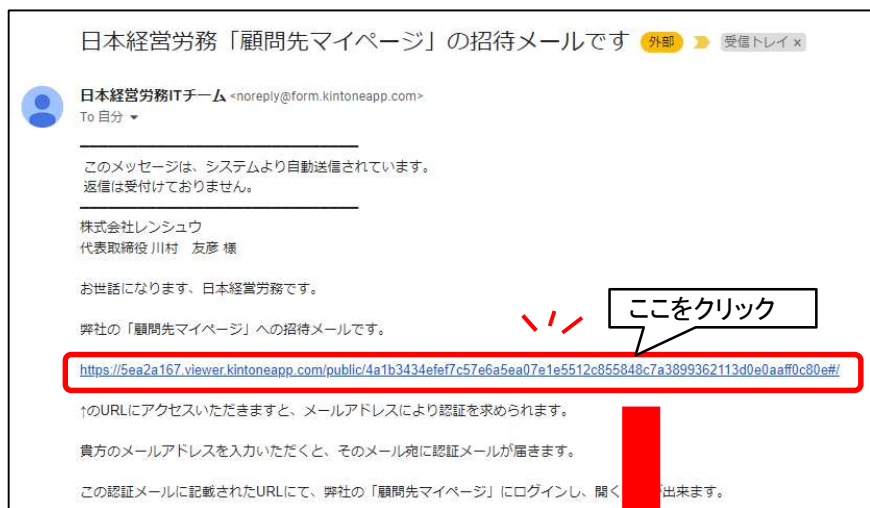 日本経営労務「顧問先マイページ」の招待メールです 外部 受信トレイ ×
日本経営労務ITチーム <noreply@form.kintoneapp.com>
To 自分
このメッセージは、システムより自動送信されています。
返信は受付けておりません。
株式会社レンシュウ
代表取締役 川村 友彦 様
お世話になります、日本経営労務です。
ここをクリック
弊社の「顧問先マイページ」への招待メールです。
https://5ea2a167.viewer.kintoneapp.com/public/4a1b3434efef7c57e6a5ea07e1e5512c855848c7a3899362113d0e0aaff0c80e#/
↑のURLにアクセスいただきますと、メールアドレスにより認証を求められます。
貴方のメールアドレスを入力いただくと、そのメール宛に認証メールが届きます。
この認証メールに記載されたURLにて、弊社の「顧問先マイページ」にログインし、開く が出来ます。